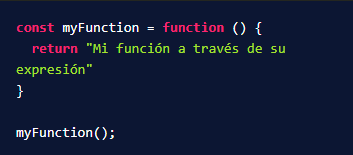 const myFunction = function () {
  return "Mi función a través de su
expresión"
}

myFunction();